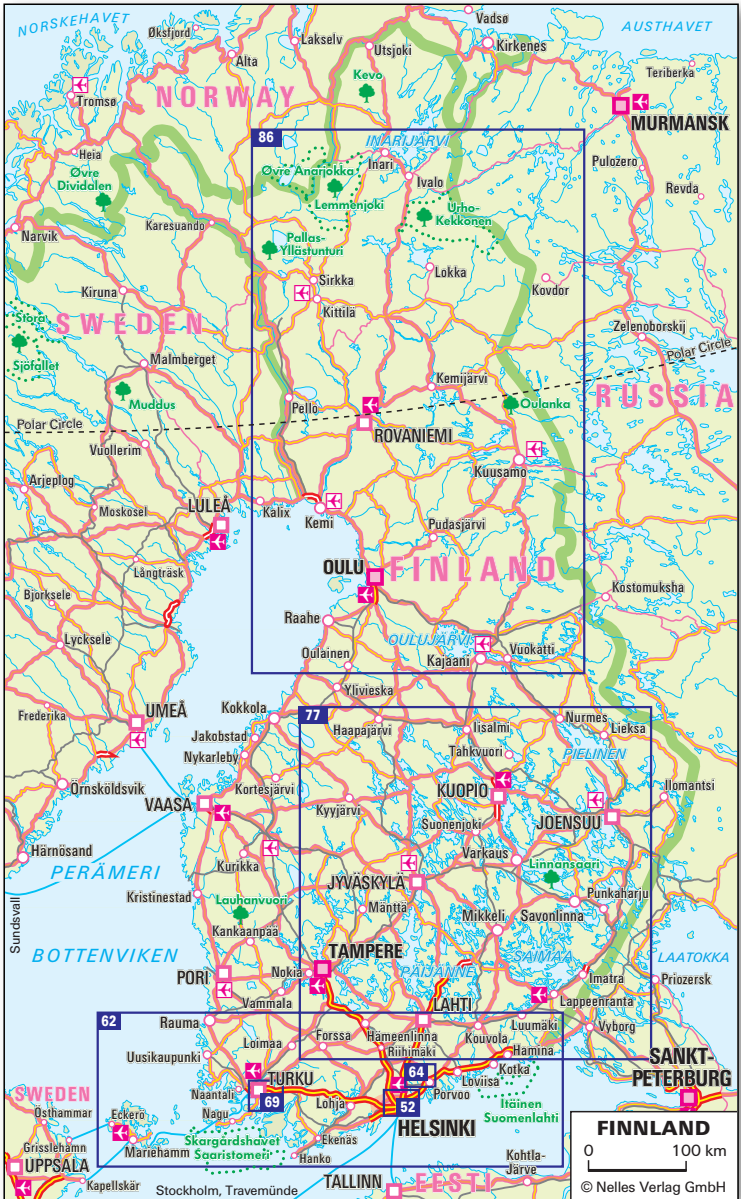 NORSKEHAVET
Øksfjord
Lakselv
Vadsø
AUSTHAVET
Alta
Utsjoki
Kirkenes
Teriberka
Kevo
Tromsø
NORWAY
MURMANSK
86
INARIJÄRVI
Heia
Øvre
Dividalen
Øvre Anarjokka
Inari
Pulozero
Ivalo
Lemmenjoki
Revda
Urho-
Kekkonen
Narvik
Karesuando
Pallas-
Yllästunturi
Lokka
Sirkka
Kovdor
Kiruna
Kittilä
Stora
Sjöfallet
SWEDEN
Zelenoborskij
Malmberget
Polar Circle
Muddus
Kemijärvi
RUSSIA
Pello
Oulanka
Polar Circle
ROVANIEMI
Vuollerim
Kuusamo
Arjeplog
Moskosel
LULEÅ
Kalix
Kemi
Pudasjärvi
Långträsk
OULU
FINLAND
Bjorksele
Kostomuksha
Raahe
OULUJÄRVI
Lycksele
Vuokatti
Oulainen
Kajaani
Ylivieska
Frederika
UMEÅ
Kokkola
77
Haapajärvi
Iisalmi
Nurmes
Lieksa
Jakobstad
Tahkvuori
PIELINEN
Nykarleby
Örnsköldsvik
Kortesjärvi
KUOPIO
Ilomantsi
VAASA
Kyyjärvi
Suonenjoki
JOENSUU
Härnösand
Kurikka
Varkaus
Linnansaari
PERÄMERI
JYVÄSKYLÄ
Kristinestad
Lauhanvuori
Mänttä
Punkaharju
Mikkeli
Savonlinna
Sundsvall
Kankaanpää
BOTTENVIKEN
TAMPERE
SAIMAA
LAATOKKA
PORI
Nokia
PÄIJÄNNE
Imatra
Priozersk
Vammala
Lappeenranta
LAHTI
62
Rauma
Luumäki
Forssa
Hämeenlinna
Kouvola
Vyborg
Loimaa
Riihimäki
Hamina
Uusikaupunki
SANKT-
PETERBURG
64
Kotka
TURKU
Loviisa
SWEDEN
Naantali
Porvoo
69
Lohja
52
Östhammar
Eckerö
Nagu
Itäinen
Suomenlahti
HELSINKI
Grisslehamn
Mariehamm
Skargårdshavet
Saaristomeri
Ekenäs
Hanko
FINNLAND
0 100 km
© Nelles Verlag GmbH
UPPSALA
Kapellskär
Kohtla-
Järve
Stockholm, Travemünde
TALLINN
EESTI